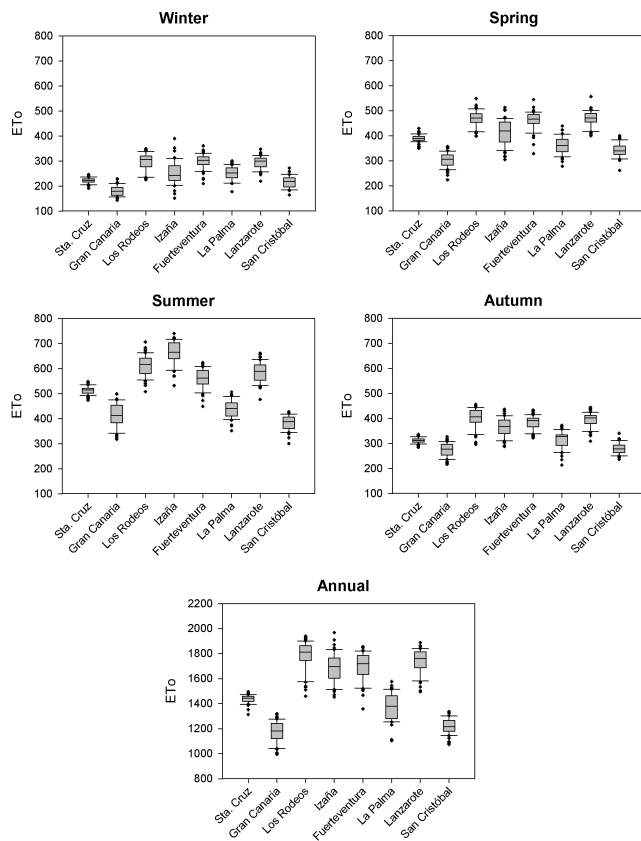 Winter
800
700
600
500
400
300
200
100
ETo
Sta. Cruz
Gran Canaria
Los Rodeos
Izaña
Fuerteventura
La Palma
Lanzarote
San Cristóbal
Spring
800
700
600
500
400
300
200
100
ETo
Sta. Cruz
Gran Canaria
Los Rodeos
Izaña
Fuerteventura
La Palma
Lanzarote
San Cristóbal
Summer
800
700
600
500
400
300
200
100
ETo
Sta. Cruz
Gran Canaria
Los Rodeos
Izaña
Fuerteventura
La Palma
Lanzarote
San Cristóbal
Autumn
800
700
600
500
400
300
200
100
ETo
Sta. Cruz
Gran Canaria
Los Rodeos
Izaña
Fuerteventura
La Palma
Lanzarote
San Cristóbal
Annual
2200
2000
1800
1600
1400
1200
1000
800
ETo
Sta. Cruz
Gran Canaria
Los Rodeos
Izaña
Fuerteventura
La Palma
Lanzarote
San Cristóbal